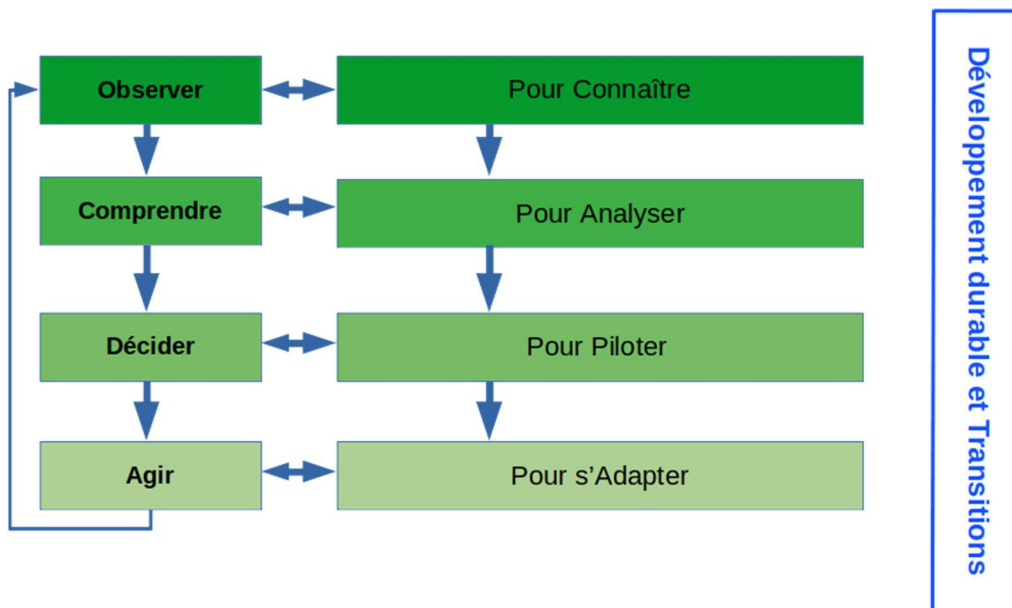 Observer
Pour Connaître
Comprendre
Pour Analyser
Décider
Pour Piloter
Agir
Pour s’Adapter
Développement durable et Transitions